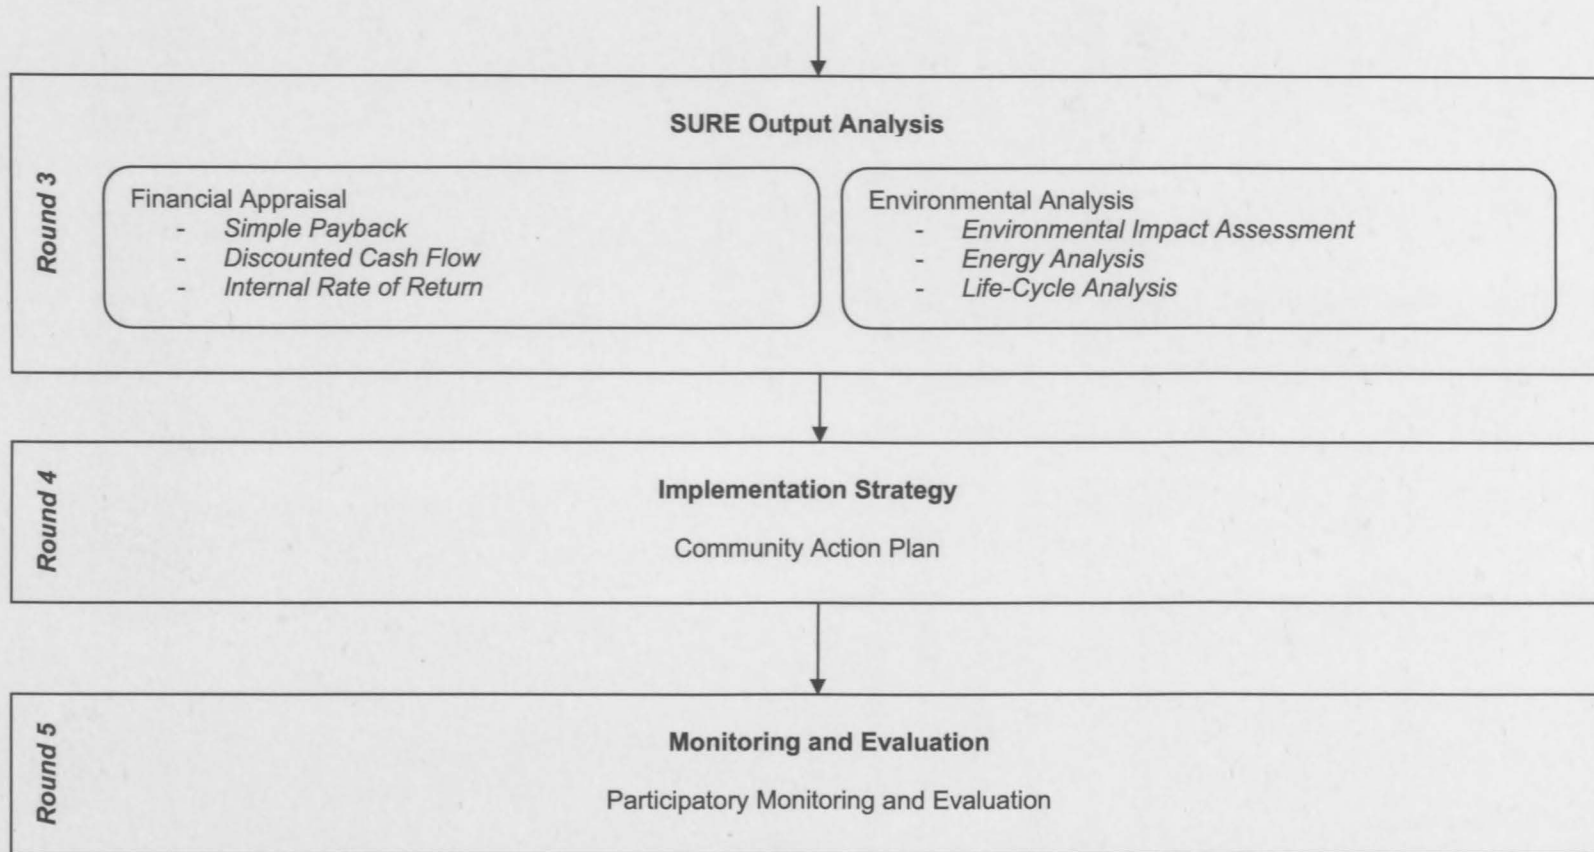 Round 3
SURE Output Analysis
Financial Appraisal
- Simple Payback
- Discounted Cash Flow
- Internal Rate of Return
Environmental Analysis
- Environmental Impact Assessment
- Energy Analysis
- Life-Cycle Analysis
Round 4
Implementation Strategy
Community Action Plan
Round 5
Monitoring and Evaluation
Participatory Monitoring and Evaluation